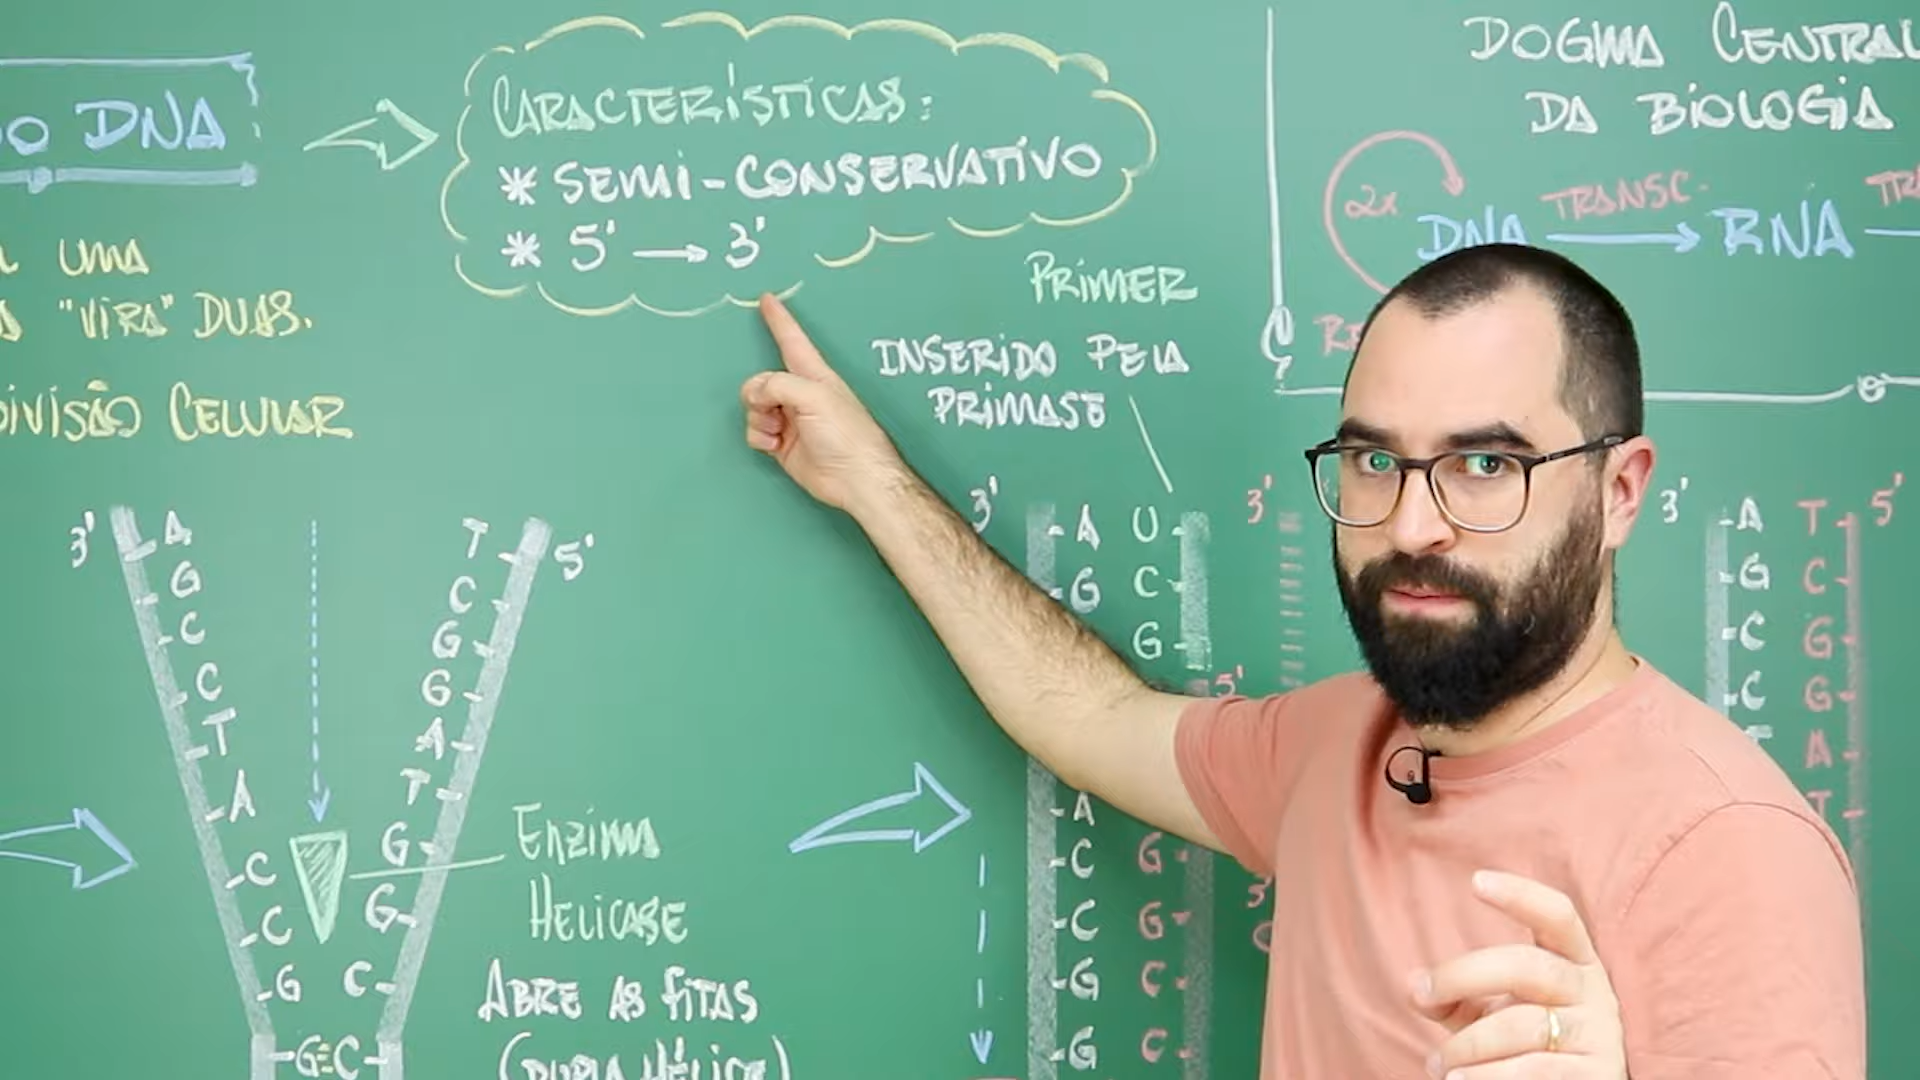 DO DNA
CARACTERÍSTICAS:
* SEMI-CONSERVATIVO
* 5' → 3'
UMA
"VIRA" DUAS.
DIVISÃO CELULAR
DOGMA CENTRAL
DA BIOLOGIA
2x
DNA TRANSC. RNA
PRIMER
INSERIDO PELA
PRIMASE
3' A T 5'
G C
C G
C G
T A
A T
C G
C G
G C
G≡C
ENZIMA
HELICASE
ABRE AS FITAS
(DUPLA HÉLICE)
3' A U
G C
G
5'
A
C G
C G
G C
G C
3'
3' A T 5'
G C
C G
C G
A
T